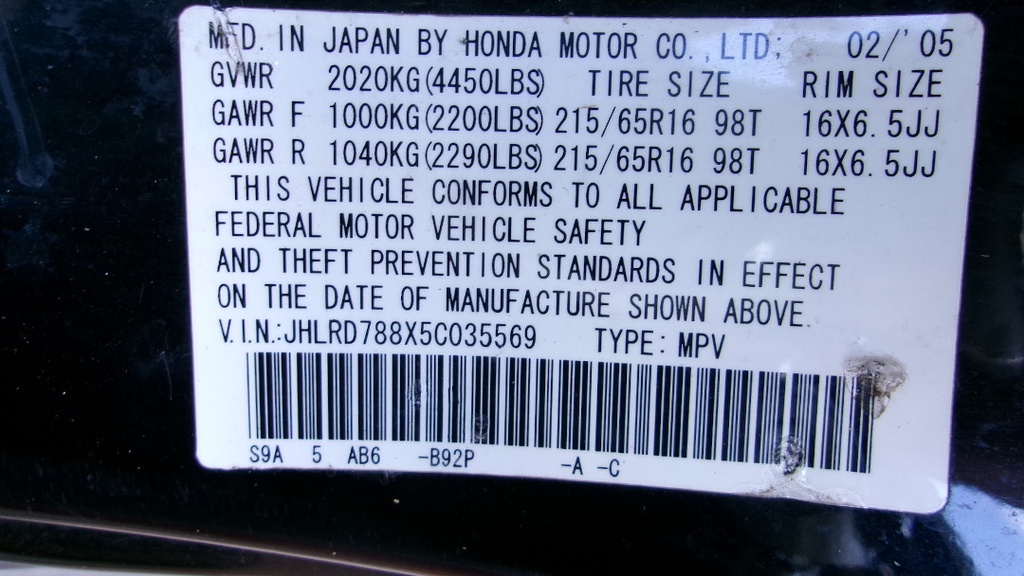 MFD. IN JAPAN BY HONDA MOTOR CO., LTD; 02/'05
GVWR 2020KG(4450LBS) TIRE SIZE RIM SIZE
GAWR F 1000KG(2200LBS) 215/65R16 98T 16X6.5JJ
GAWR R 1040KG(2290LBS) 215/65R16 98T 16X6.5JJ
THIS VEHICLE CONFORMS TO ALL APPLICABLE
FEDERAL MOTOR VEHICLE SAFETY
AND THEFT PREVENTION STANDARDS IN EFFECT
ON THE DATE OF MANUFACTURE SHOWN ABOVE.
V.I.N.:JHLRD788X5C035569 TYPE: MPV
S9A 5 AB6 -B92P -A -C